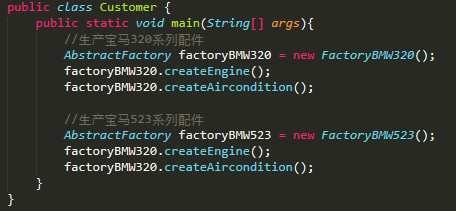 public class Customer {
public static void main(String[] args){
//生产宝马320系列配件
AbstractFactory factoryBMW320 = new FactoryBMW320();
factoryBMW320.createEngine();
factoryBMW320.createAircondition();
//生产宝马523系列配件
AbstractFactory factoryBMW523 = new FactoryBMW523();
factoryBMW320.createEngine();
factoryBMW320.createAircondition();
}
}